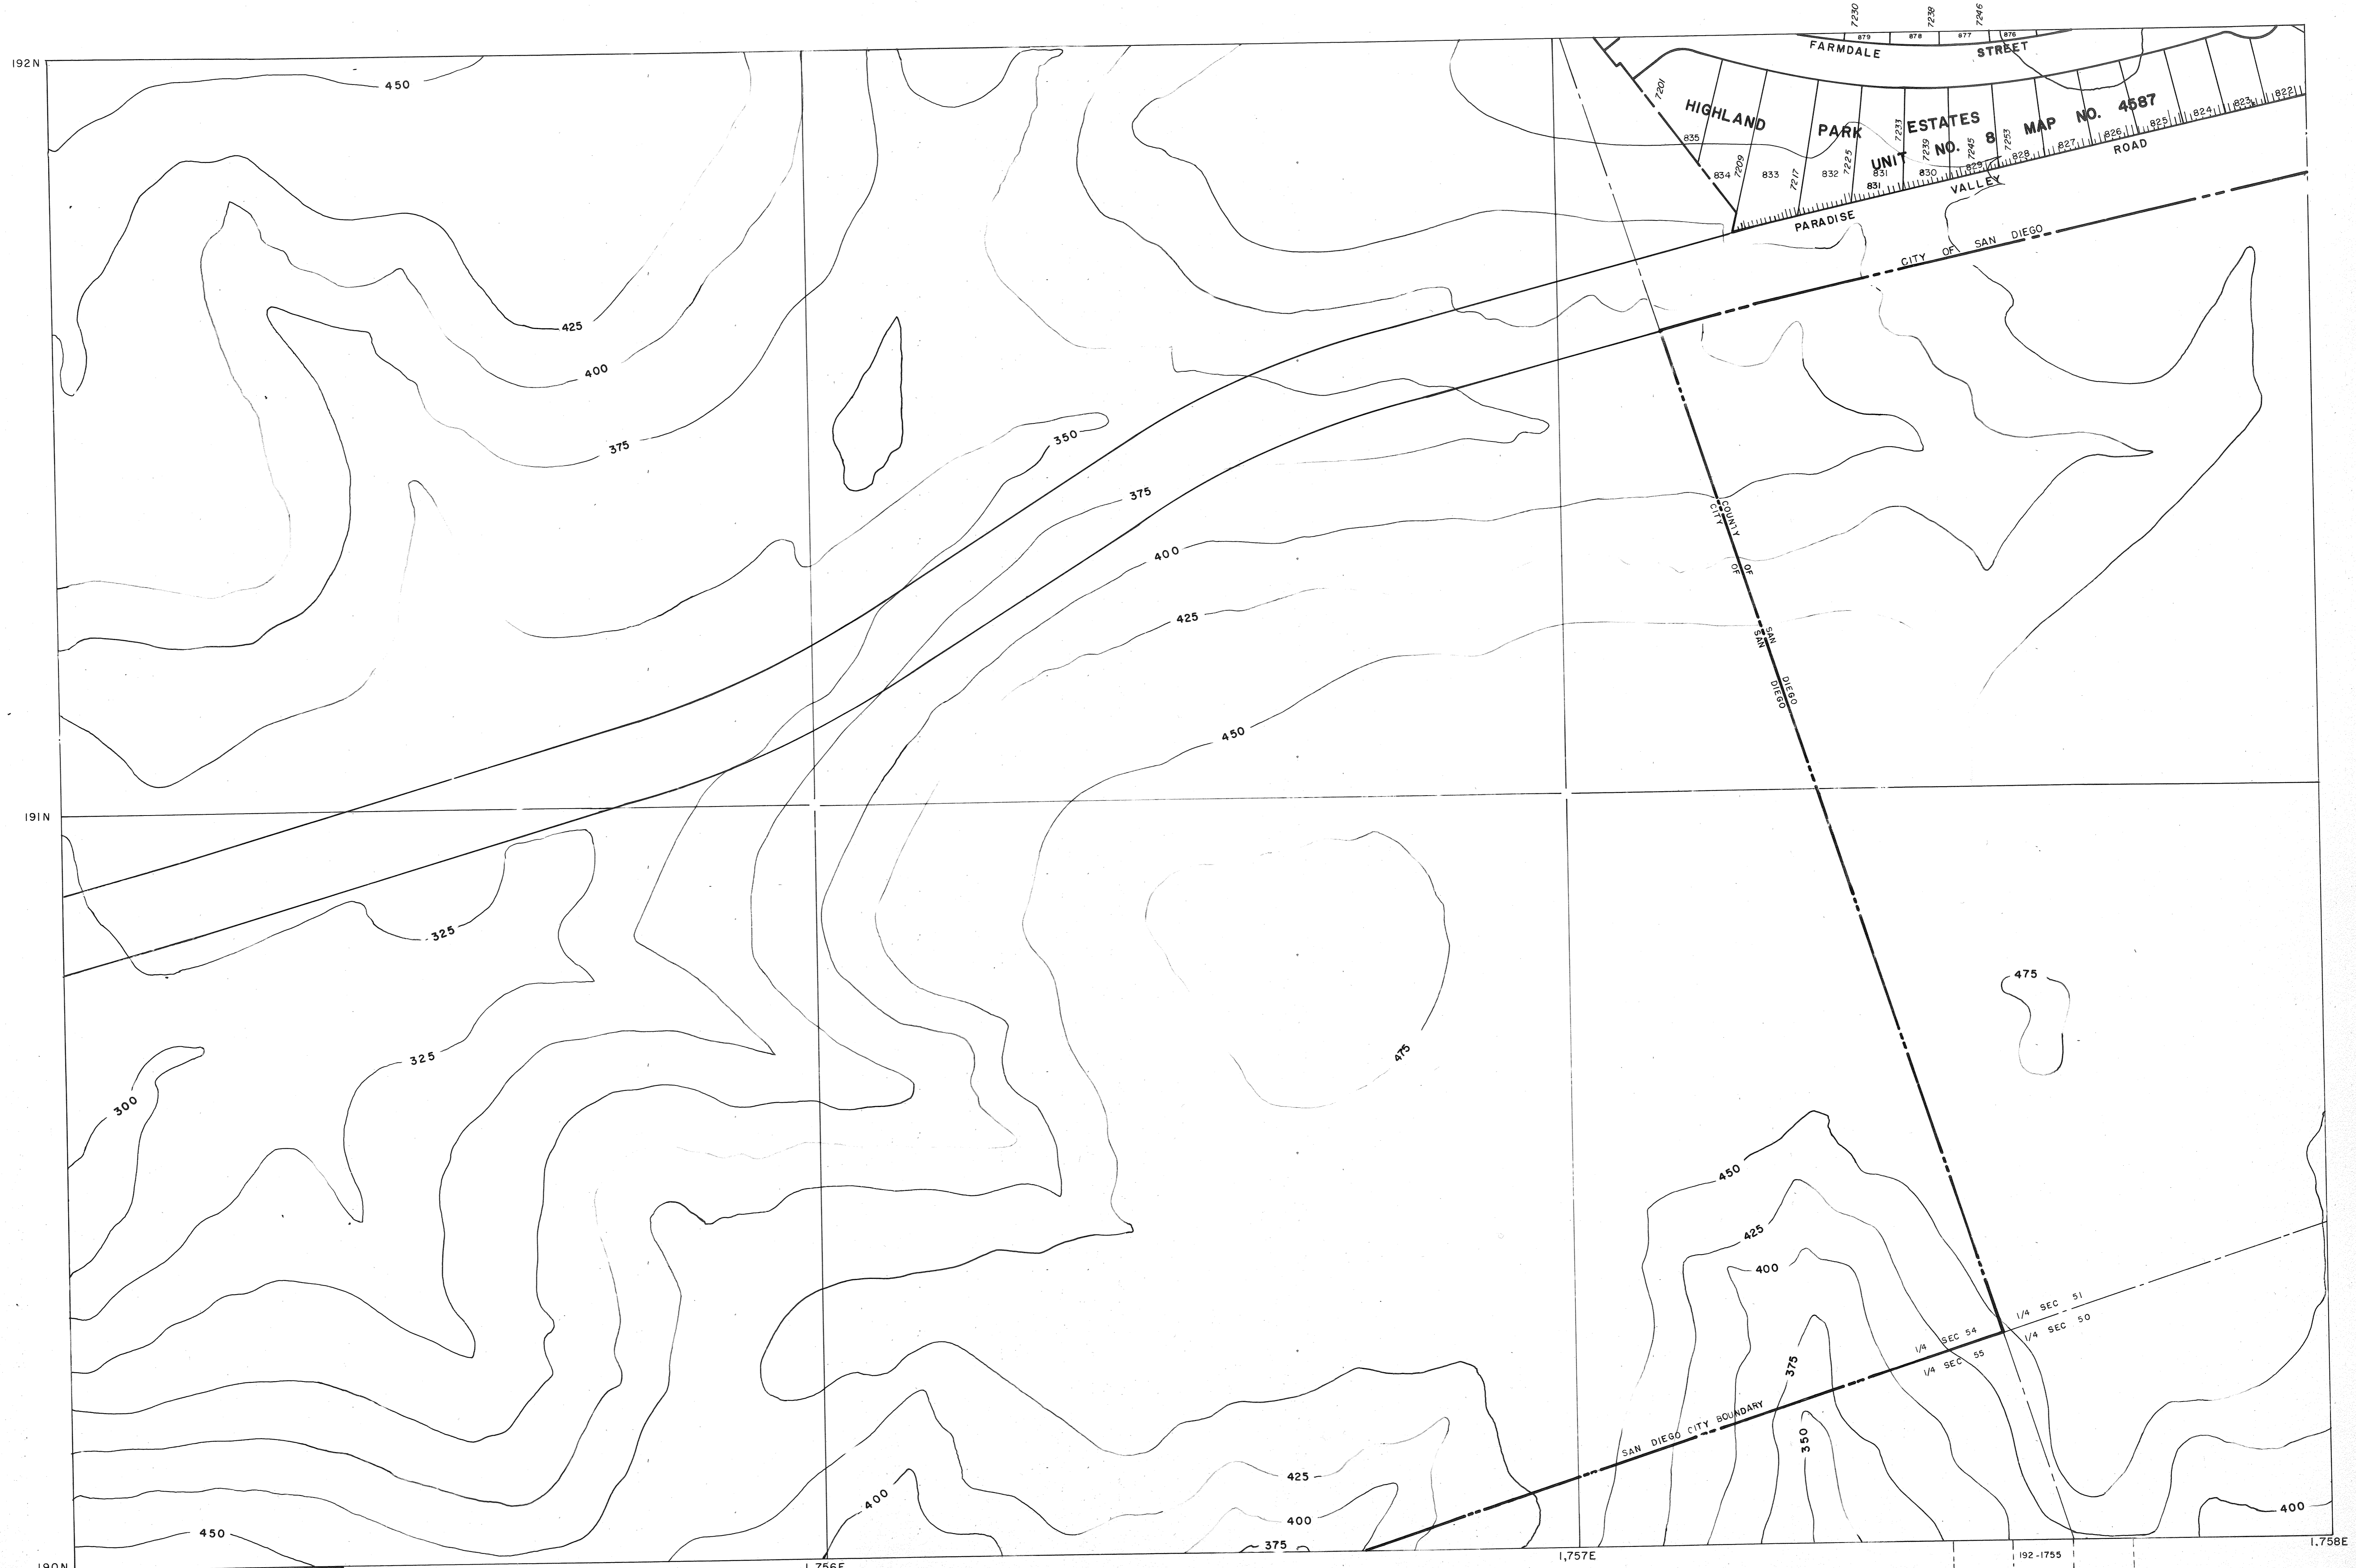 7230 7238 7246
879 878 877 876
FARMDALE STREET
192N
450
7201
HIGHLAND PARK ESTATES
UNIT NO. 8 MAP NO. 4587
835 834 833 832 831 830 829 828 827 826 825 824 823 822
831
7209 7217 7225 7233 7239 7245 7253
PARADISE VALLEY ROAD
CITY OF SAN DIEGO
425
400
375
350
375
400
425
450
COUNTY OF SAN DIEGO
CITY OF SAN DIEGO
191N
325
475
475
325
300
450
425
400
375
350
1/4 SEC 51
1/4 SEC 50
1/4 SEC 54
1/4 SEC 55
SAN DIEGO CITY BOUNDARY
425
400
400
375
400
450
190N
1,756E
1,757E
1,758E
192-1755